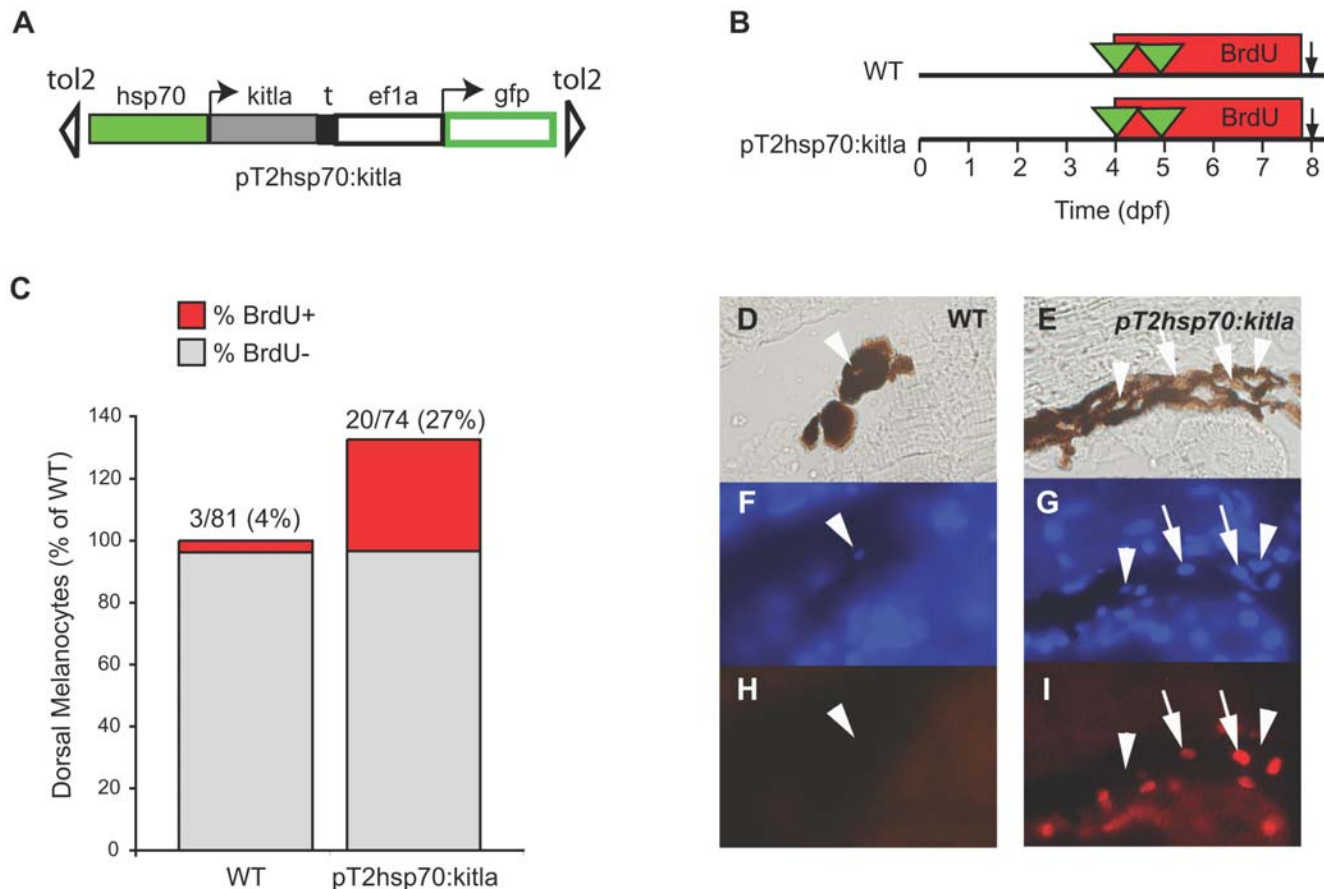 A
tol2
tol2
hsp70
kitla
t
ef1a
gfp
pT2hsp70:kitla
B
WT
BrdU
pT2hsp70:kitla
BrdU
0 1 2 3 4 5 6 7 8
Time (dpf)
C
% BrdU+
% BrdU-
Dorsal Melanocytes (% of WT)
140
120
100
80
60
40
20
0
3/81 (4%)
20/74 (27%)
WT
pT2hsp70:kitla
D
WT
E
pT2hsp70:kitla
F
G
H
I